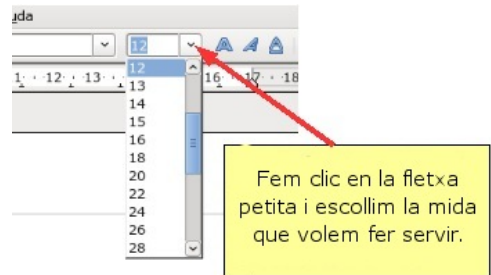 uda
12
1 12 13 16 17 18
12
13
14
15
16
18
20
22
24
26
28
Fem clic en la fletxa
petita i escollim la mida
que volem fer servir.